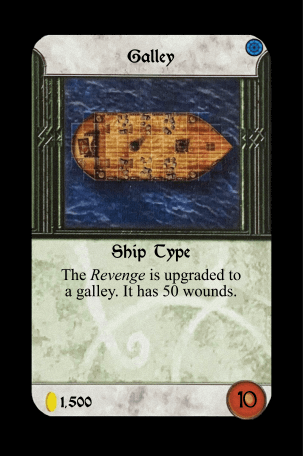 Galley
Ship Type
The Revenge is upgraded to
a galley. It has 50 wounds.
1,500
10